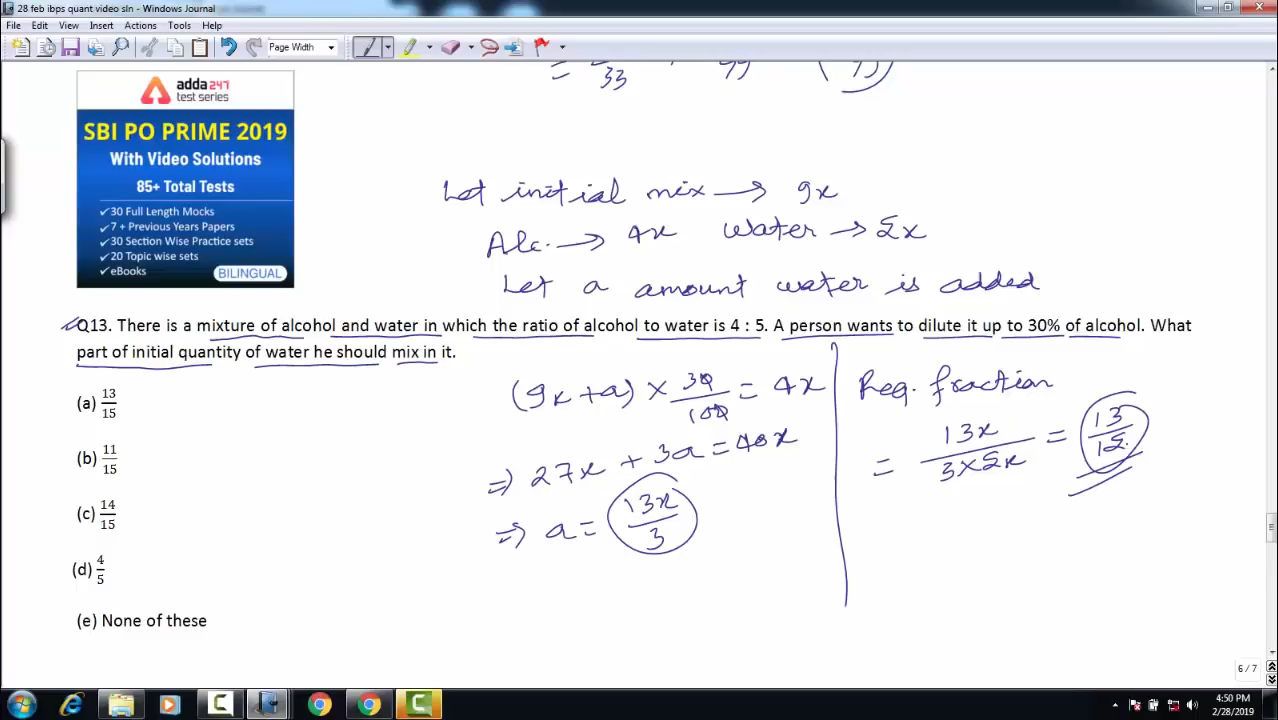 28 feb ibps quant video sln - Windows Journal
File Edit View Insert Actions Tools Help
Page Width
= 33
adda247
test series
SBI PO PRIME 2019
With Video Solutions
85+ Total Tests
✓30 Full Length Mocks
✓7 + Previous Years Papers
✓30 Section Wise Practice sets
✓20 Topic wise sets
✓eBooks
BILINGUAL
Let initial mix → 9x
Alc. → 4x Water → 5x
Let a amount water is added
Q13. There is a mixture of alcohol and water in which the ratio of alcohol to water is 4 : 5. A person wants to dilute it up to 30% of alcohol. What
part of initial quantity of water he should mix in it.
(a) 13/15
(b) 11/15
(c) 14/15
(d) 4/5
(e) None of these
(9x + a) × 30/100 = 4x
⇒ 27x + 3a = 40x
⇒ a = 13x/3
Req. fraction
= 13x/3×5x = 13/15
6 / 7
4:50 PM
2/28/2019